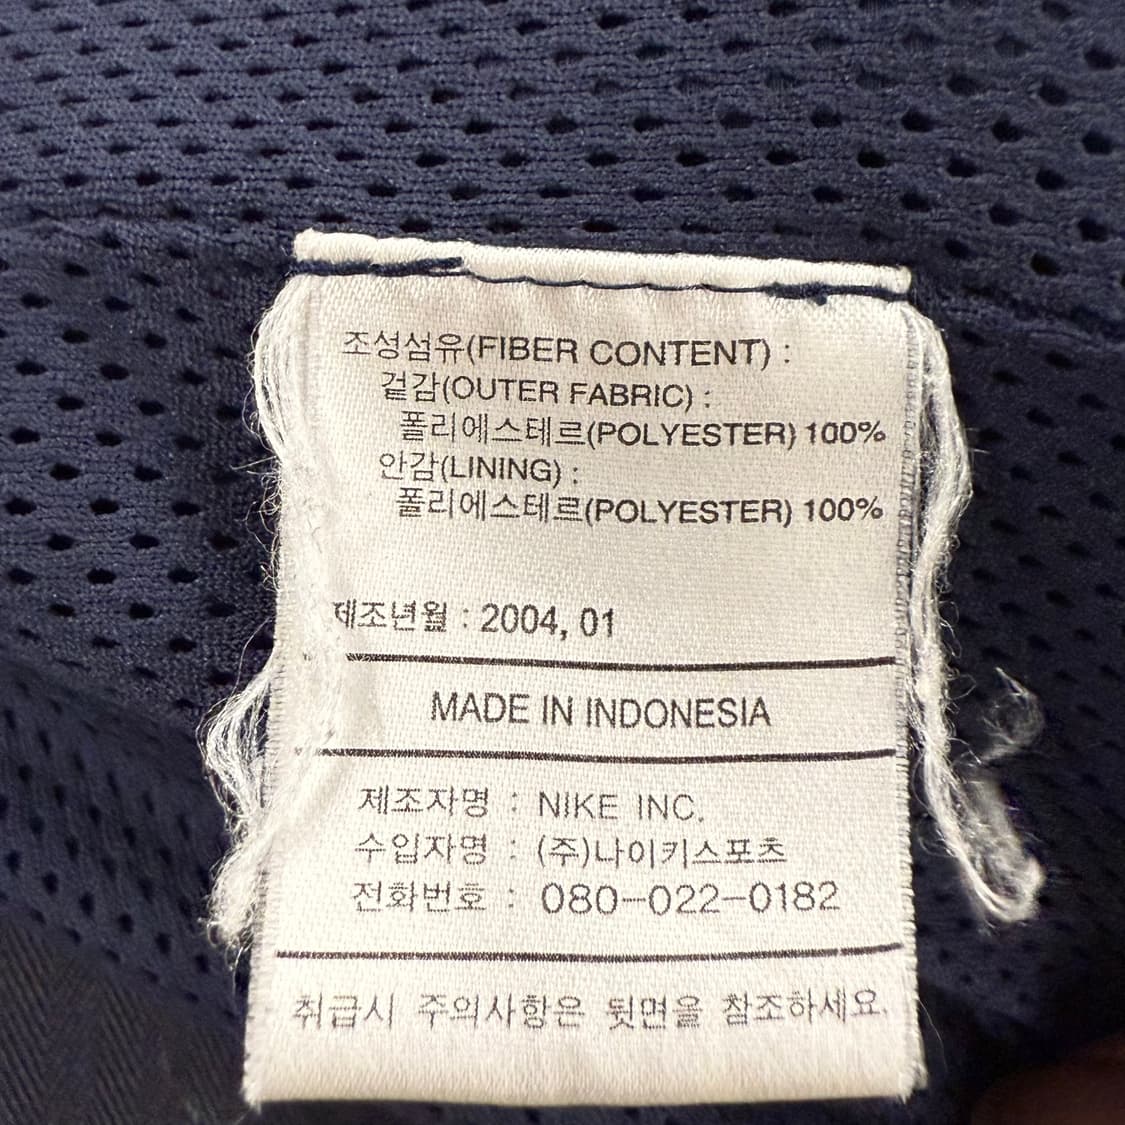 조성섬유(FIBER CONTENT) :
겉감(OUTER FABRIC) :
폴리에스테르(POLYESTER) 100%
안감(LINING) :
폴리에스테르(POLYESTER) 100%
제조년월 : 2004, 01
MADE IN INDONESIA
제조자명 : NIKE INC.
수입자명 : (주)나이키스포츠
전화번호 : 080-022-0182
취급시 주의사항은 뒷면을 참조하세요.